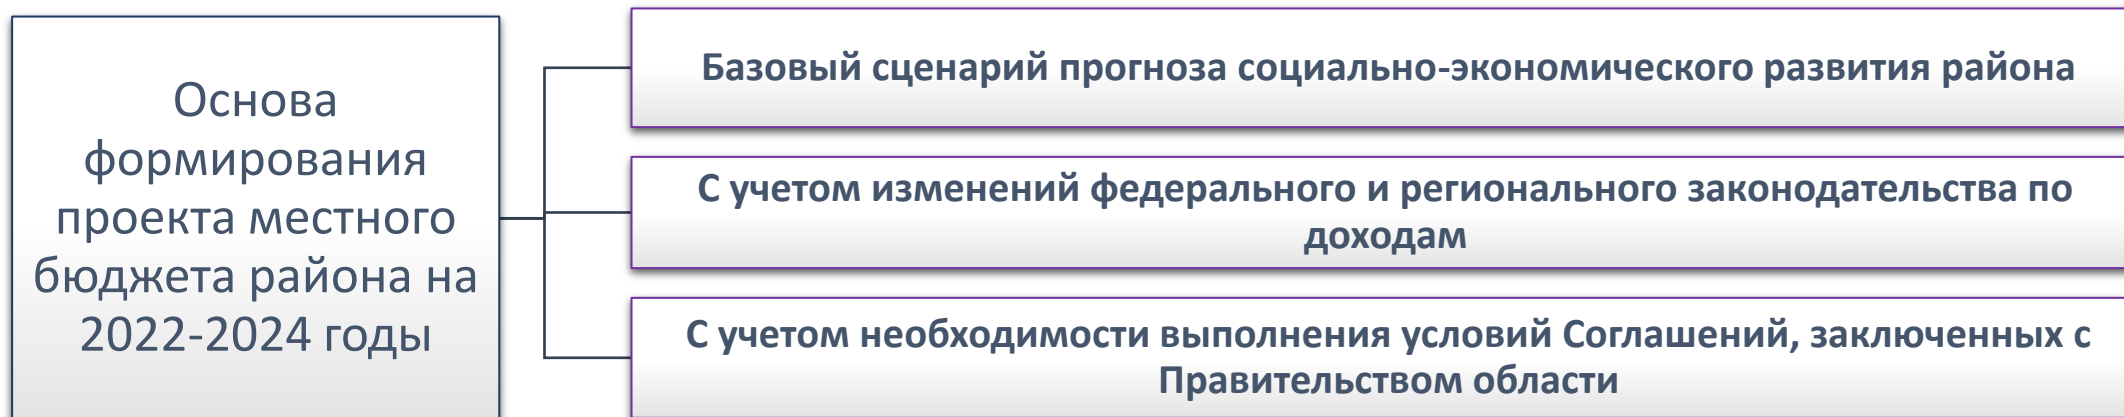 Основа
формирования
проекта местного
бюджета района на
2022-2024 годы
Базовый сценарий прогноза социально-экономического развития района
С учетом изменений федерального и регионального законодательства по
доходам
С учетом необходимости выполнения условий Соглашений, заключенных с
Правительством области